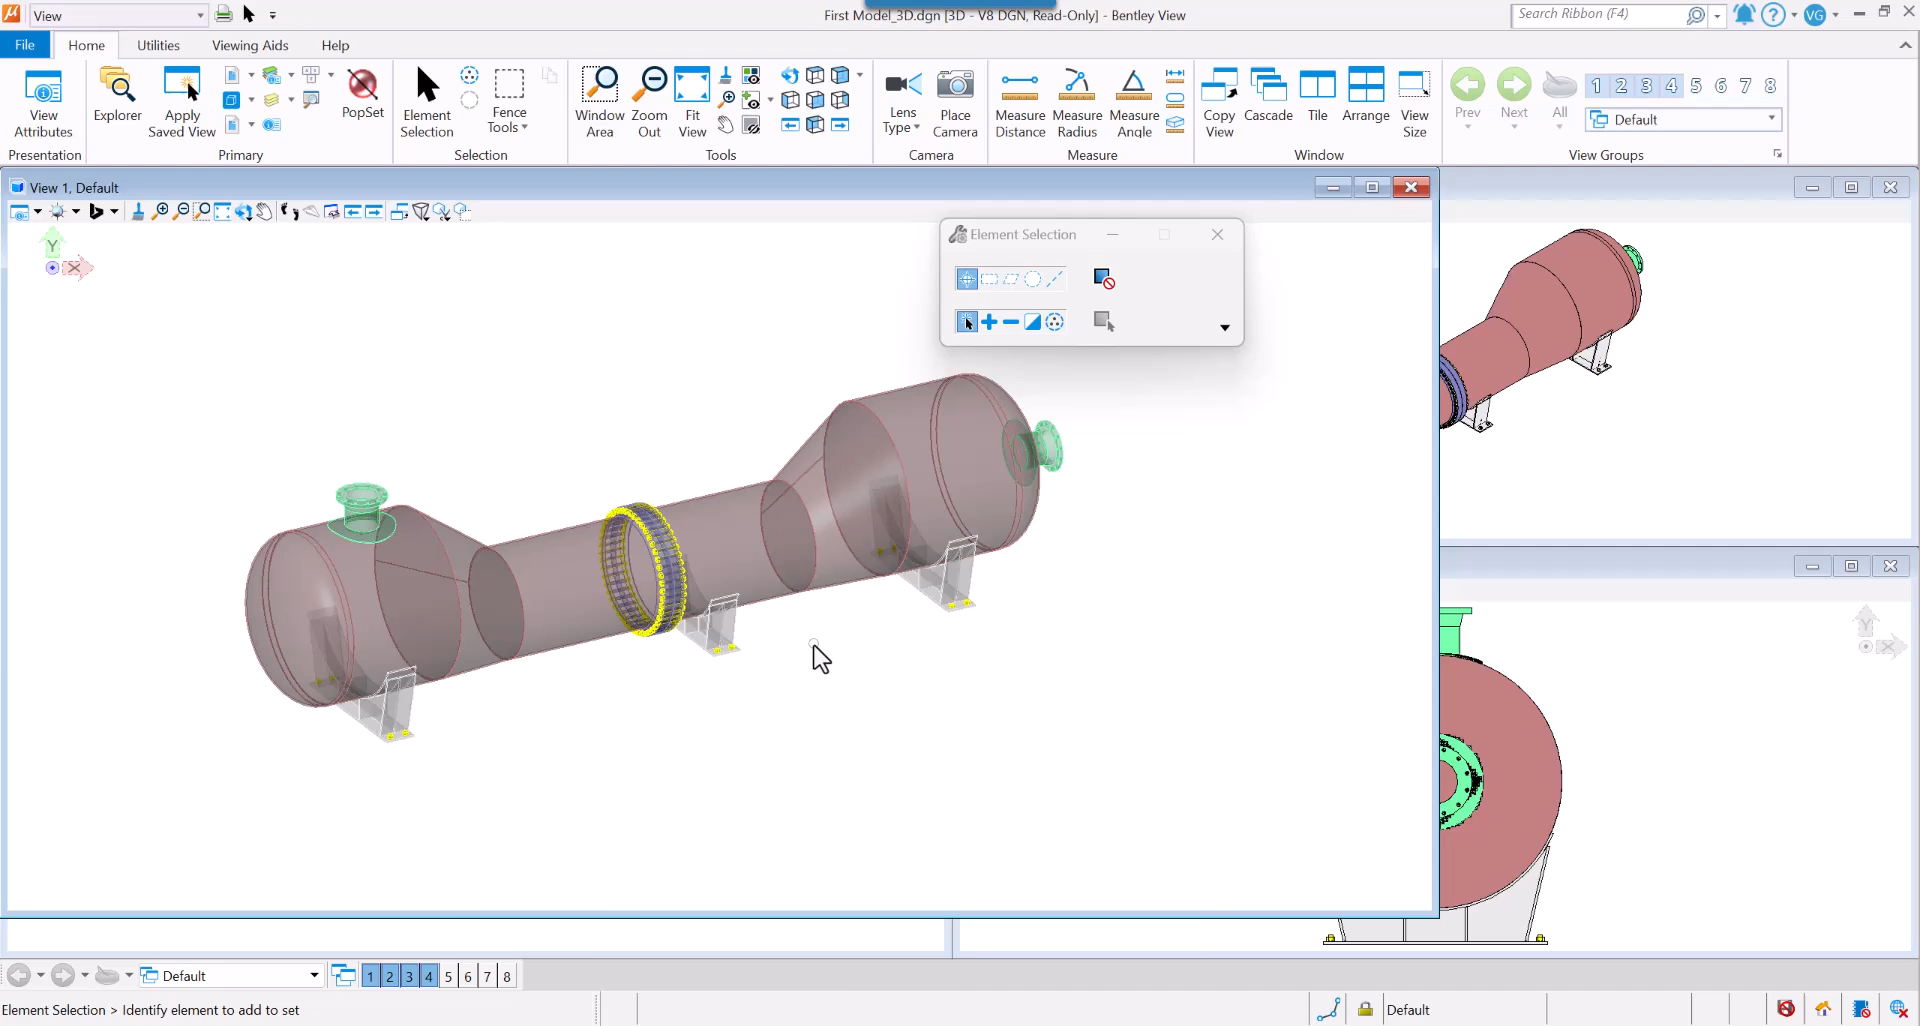 View
First Model_3D.dgn [3D - V8 DGN, Read-Only] - Bentley View
Search Ribbon (F4)
VG
File
Home
Utilities
Viewing Aids
Help
View Attributes
Presentation
Explorer
Apply Saved View
PopSet
Primary
Element Selection
Fence Tools
Selection
Window Area
Zoom Out
Fit View
Tools
Lens Type
Place Camera
Camera
Measure Distance
Measure Radius
Measure Angle
Measure
Copy View
Cascade
Tile
Arrange
View Size
Window
Prev
Next
All
1 2 3 4 5 6 7 8
Default
View Groups
View 1, Default
Y
X
Element Selection
Y
X
Default
1 2 3 4 5 6 7 8
Element Selection > Identify element to add to set
Default